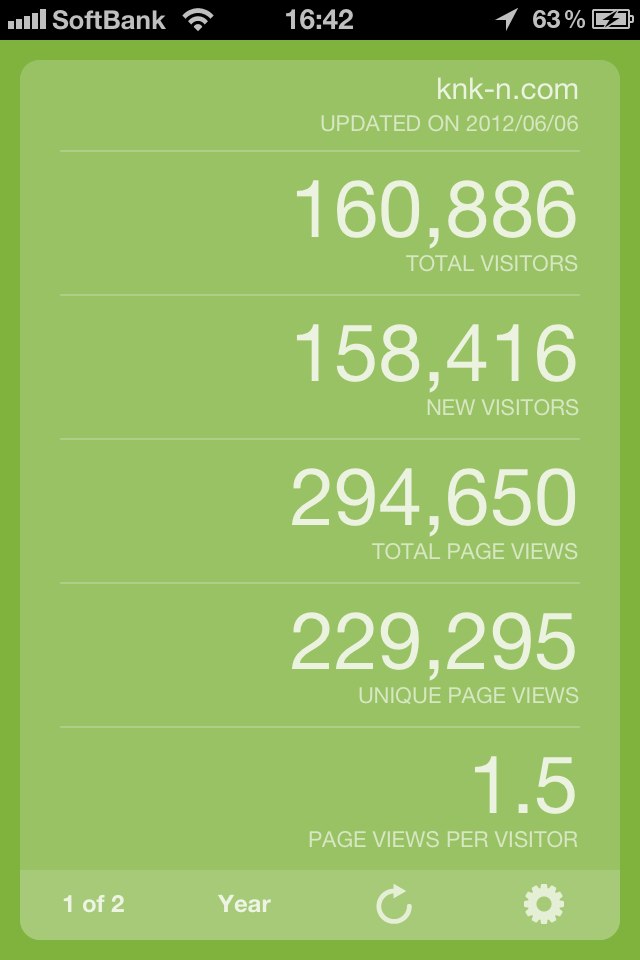 SoftBank 16:42 63%
knk-n.com
UPDATED ON 2012/06/06
160,886
TOTAL VISITORS
158,416
NEW VISITORS
294,650
TOTAL PAGE VIEWS
229,295
UNIQUE PAGE VIEWS
1.5
PAGE VIEWS PER VISITOR
1 of 2 Year